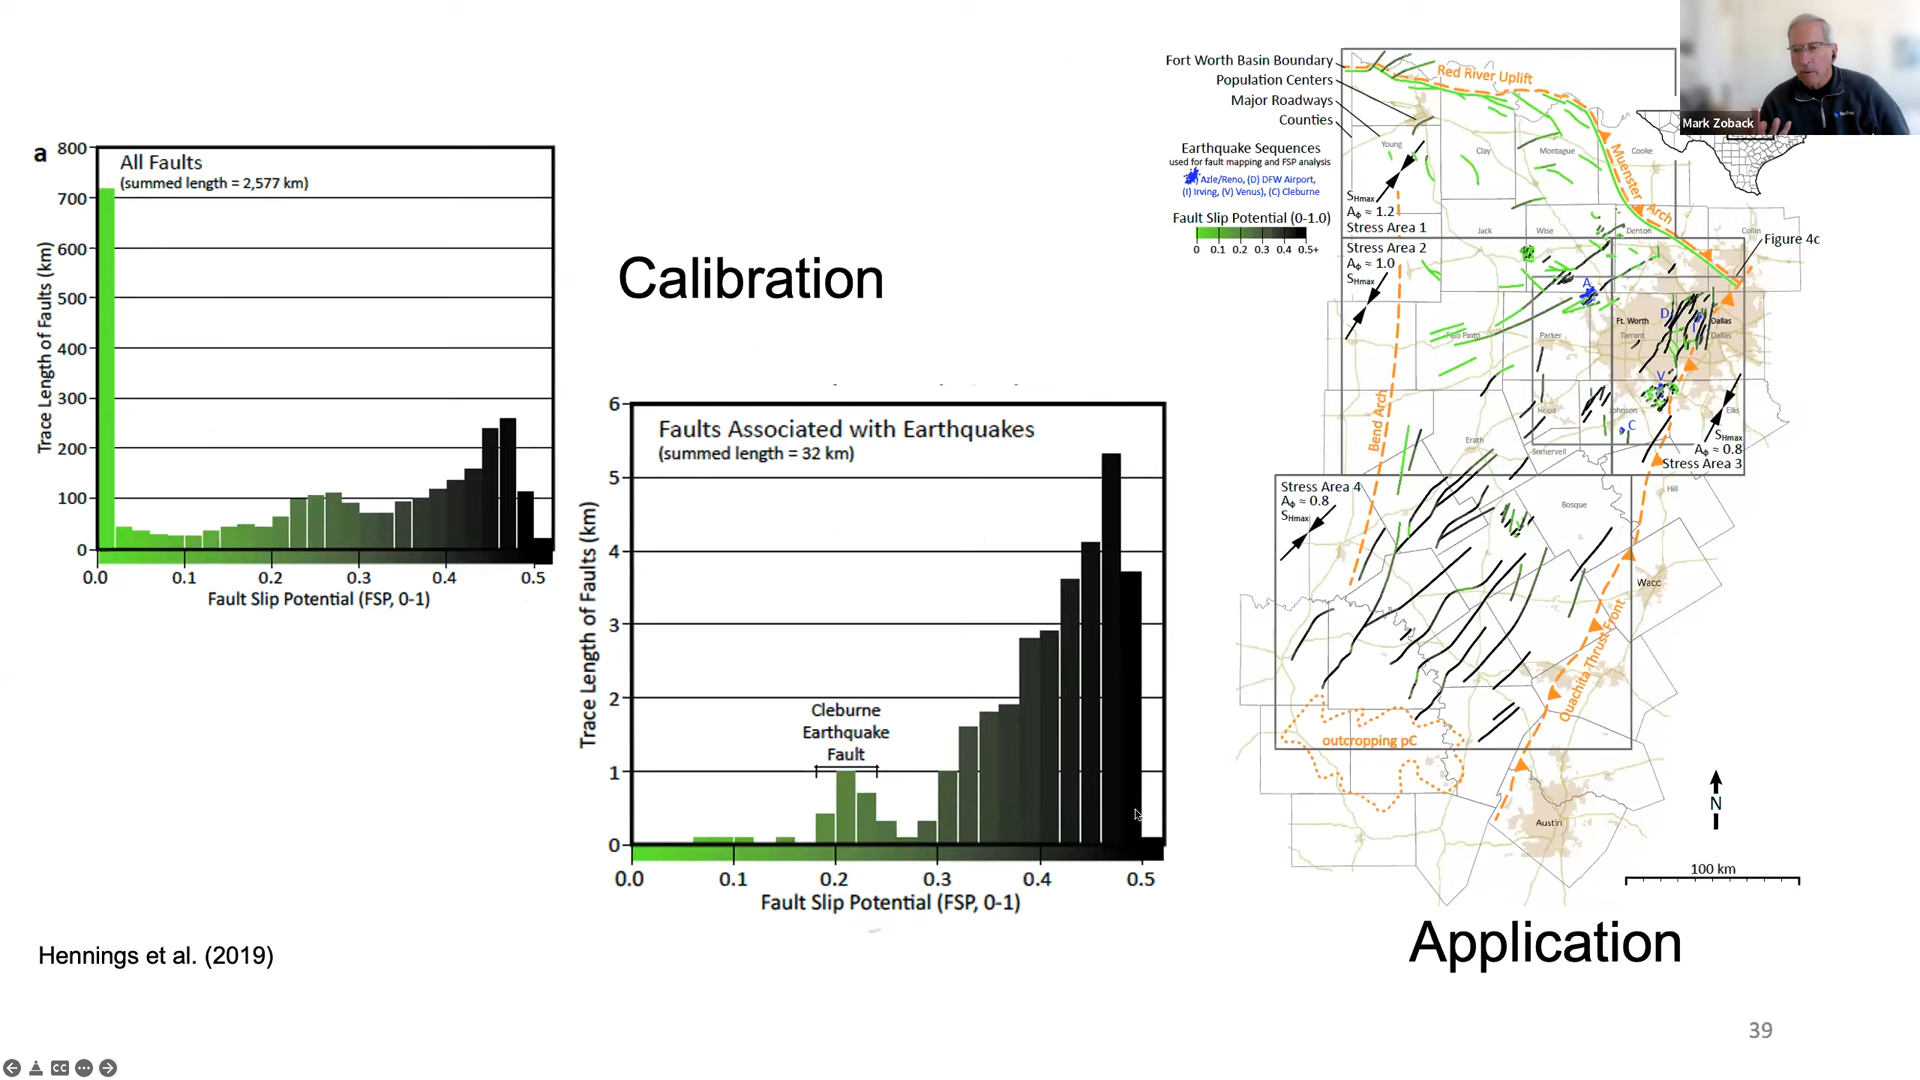 a
All Faults
(summed length = 2,577 km)
800
700
600
500
400
300
200
100
0
Trace Length of Faults (km)
0.0 0.1 0.2 0.3 0.4 0.5
Fault Slip Potential (FSP, 0-1)
Calibration
Faults Associated with Earthquakes
(summed length = 32 km)
6
5
4
3
2
1
0
Trace Length of Faults (km)
Cleburne
Earthquake
Fault
0.0 0.1 0.2 0.3 0.4 0.5
Fault Slip Potential (FSP, 0-1)
Hennings et al. (2019)
Fort Worth Basin Boundary
Population Centers
Major Roadways
Counties
Earthquake Sequences
used for fault mapping and FSP analysis
Azle/Reno, (D) DFW Airport,
(I) Irving, (V) Venus), (C) Cleburne
Fault Slip Potential (0-1.0)
0 0.1 0.2 0.3 0.4 0.5+
Red River Uplift
Muenster Arch
Young
Clay
Montague
Cooke
SHmax
Aϕ ≈ 1.2
Stress Area 1
Jack
Wise
Denton
Collin
Figure 4c
Stress Area 2
Aϕ ≈ 1.0
SHmax
A
D
I
Ft. Worth
Tarrant
Dallas
Dallas
Palo Pinto
Parker
V
Bend Arch
Hood
Johnson
Ellis
C
Erath
Somervell
SHmax
Aϕ ≈ 0.8
Stress Area 3
Stress Area 4
Aϕ ≈ 0.8
SHmax
Hill
Bosque
Waco
Ouachita Thrust Front
outcropping pC
Austin
N
100 km
Application
Mark Zoback
39
CC